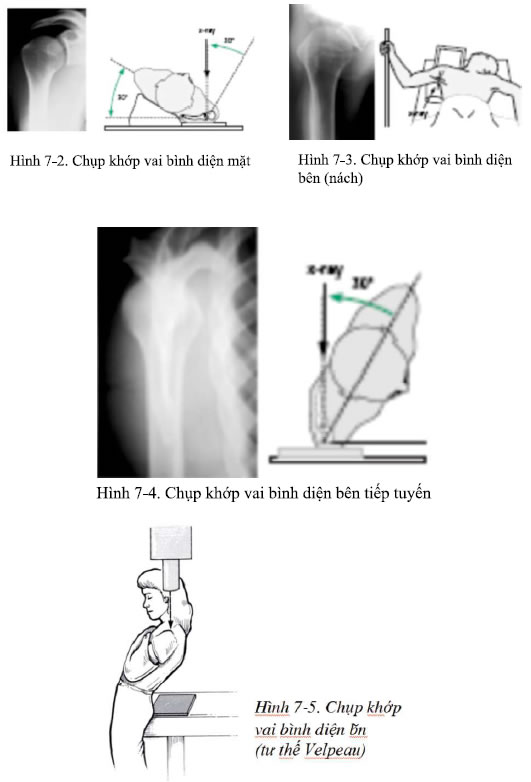 x-ray
30°
30°
Hình 7-2. Chụp khớp vai bình diện mặt
Hình 7-3. Chụp khớp vai bình diện
bên (nách)
x-ray
30°
Hình 7-4. Chụp khớp vai bình diện bên tiếp tuyến
Hình 7-5. Chụp khớp
vai bình diện
(tư thế Velpeau)